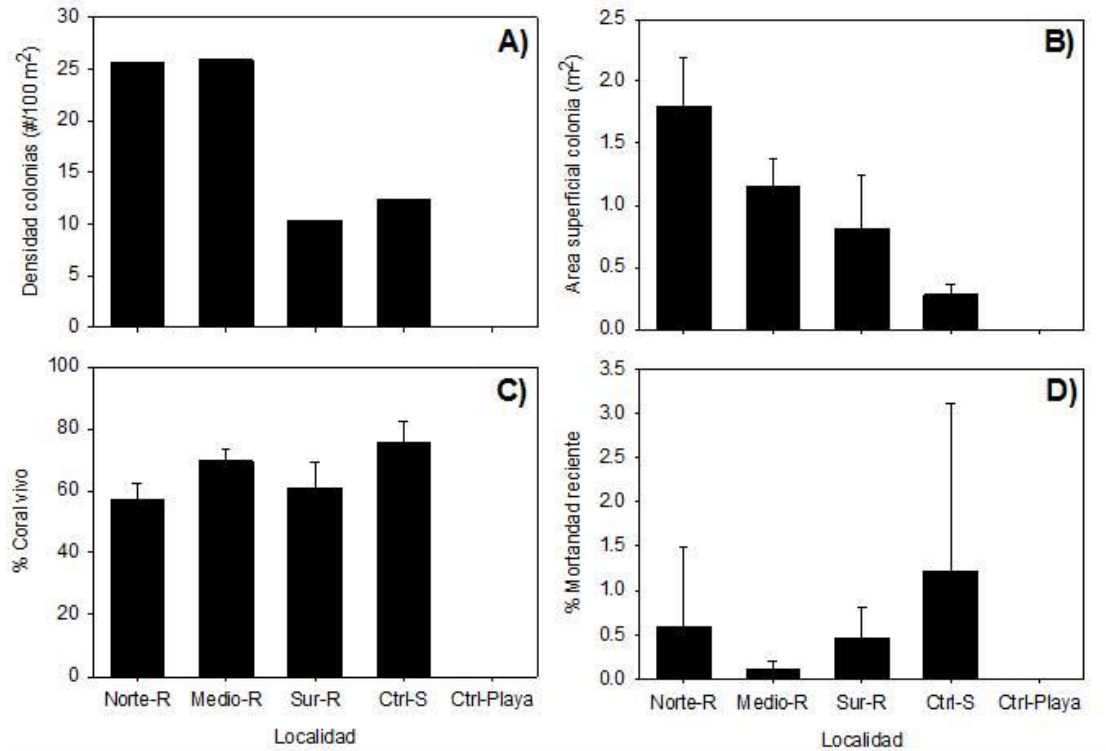 A)
Densidad colonias (#/100 m²)
30
25
20
15
10
5
0
B)
Area superficial colonia (m²)
2.5
2.0
1.5
1.0
0.5
0.0
C)
% Coral vivo
100
80
60
40
20
0
Norte-R Medio-R Sur-R Ctrl-S Ctrl-Playa
Localidad
D)
% Mortandad reciente
3.5
3.0
2.5
2.0
1.5
1.0
0.5
0.0
Norte-R Medio-R Sur-R Ctrl-S Ctrl-Playa
Localidad